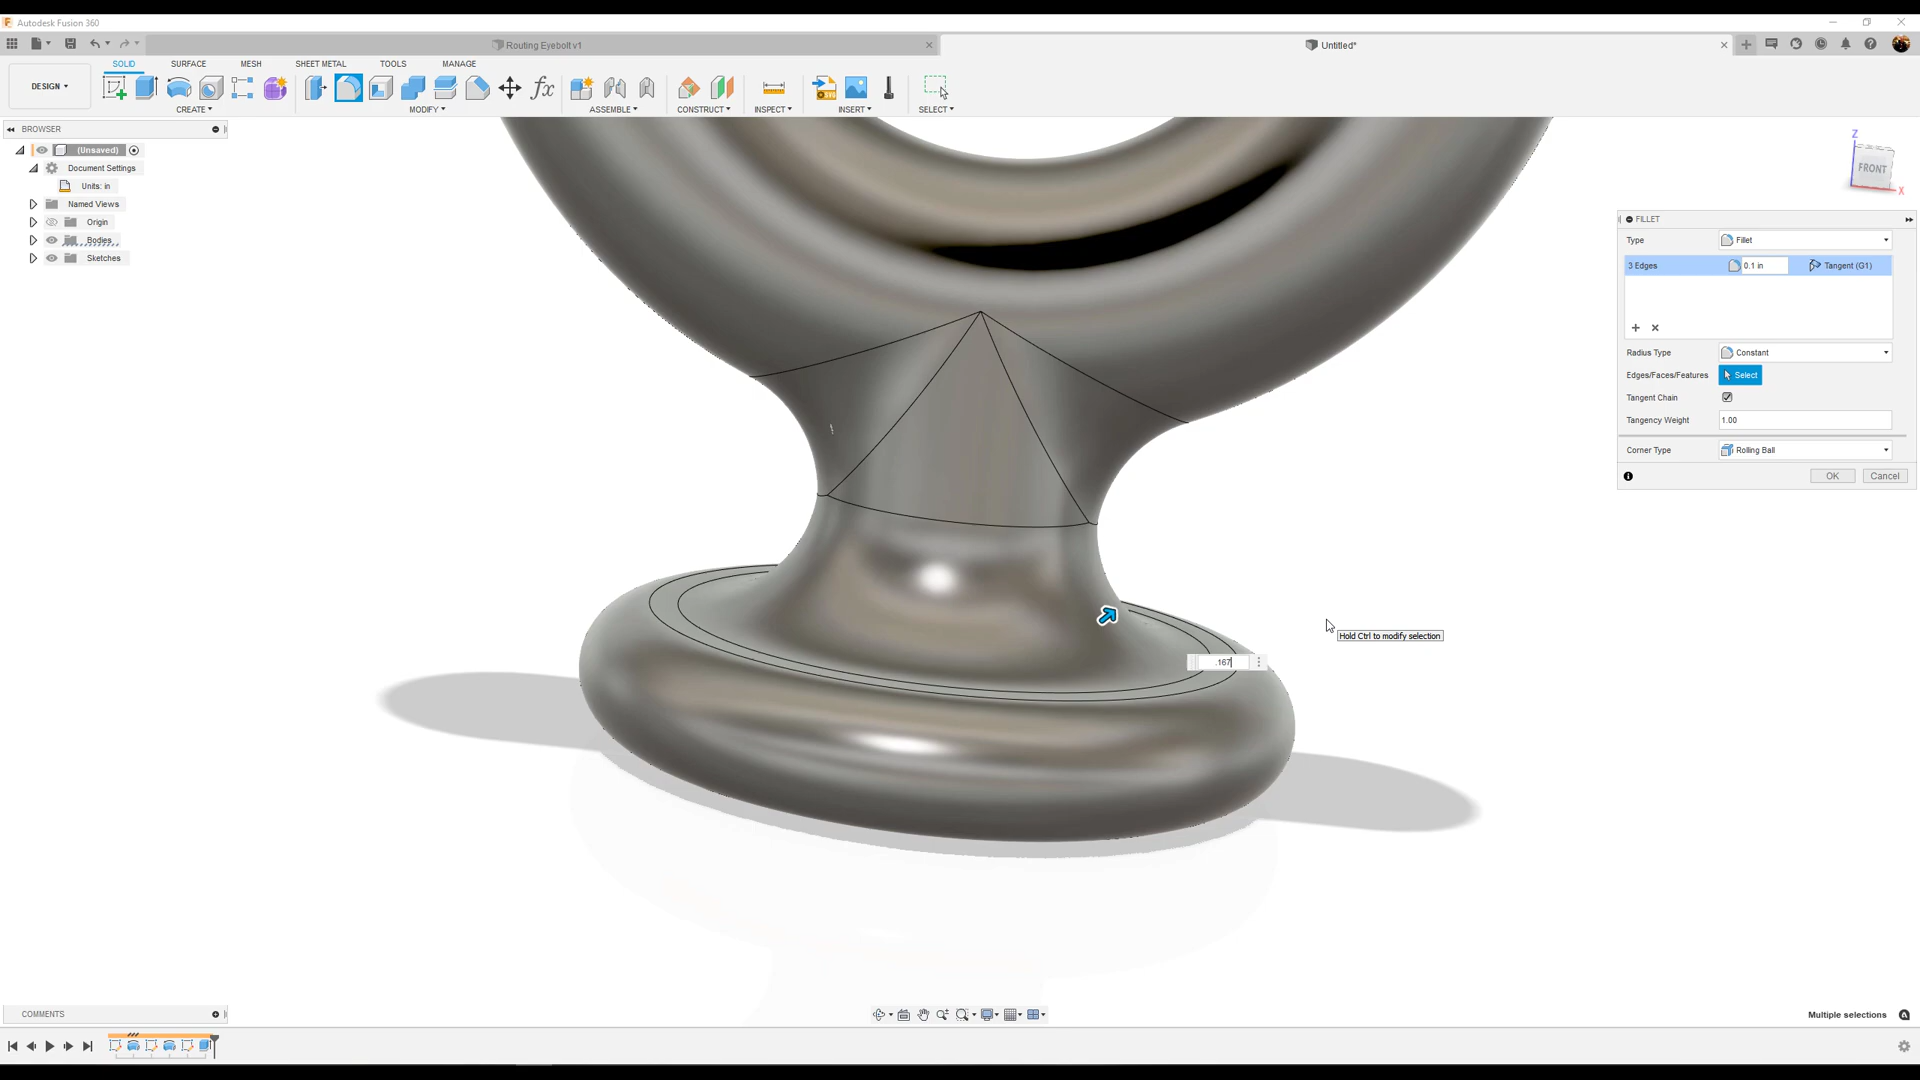 Autodesk Fusion 360
Routing Eyebolt v1
Untitled*
SOLID SURFACE MESH SHEET METAL TOOLS MANAGE
DESIGN
CREATE MODIFY ASSEMBLE CONSTRUCT INSPECT INSERT SELECT
BROWSER
(Unsaved)
Document Settings
Units: in
Named Views
Origin
Bodies
Sketches
Z
FRONT
X
FILLET
Type Fillet
3 Edges 0.1 in Tangent (G1)
Radius Type Constant
Edges/Faces/Features Select
Tangent Chain
Tangency Weight 1.00
Corner Type Rolling Ball
OK Cancel
Hold Ctrl to modify selection
.167
COMMENTS
Multiple selections